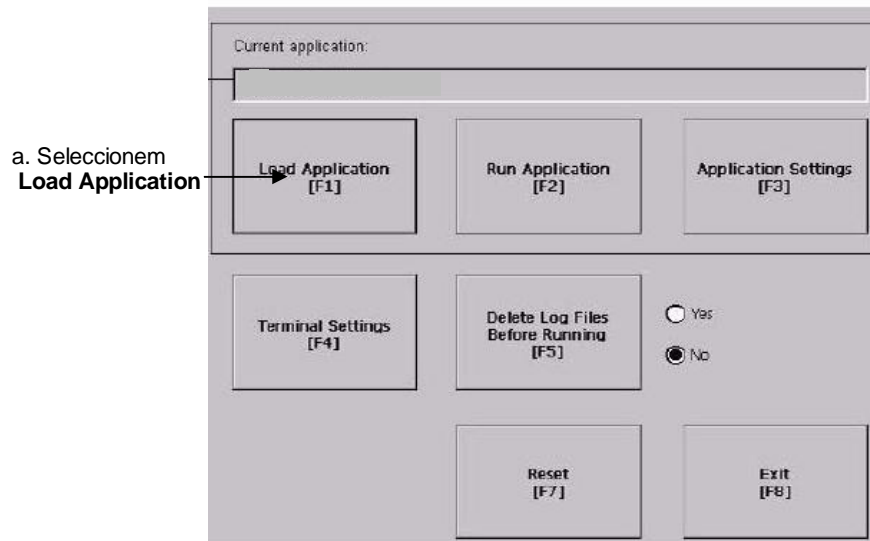 Current application:
a. Seleccionem
Load Application
Load Application
[F1]
Run Application
[F2]
Application Settings
[F3]
Terminal Settings
[F4]
Delete Log Files
Before Running
[F5]
Yes
No
Reset
[F7]
Exit
[F8]